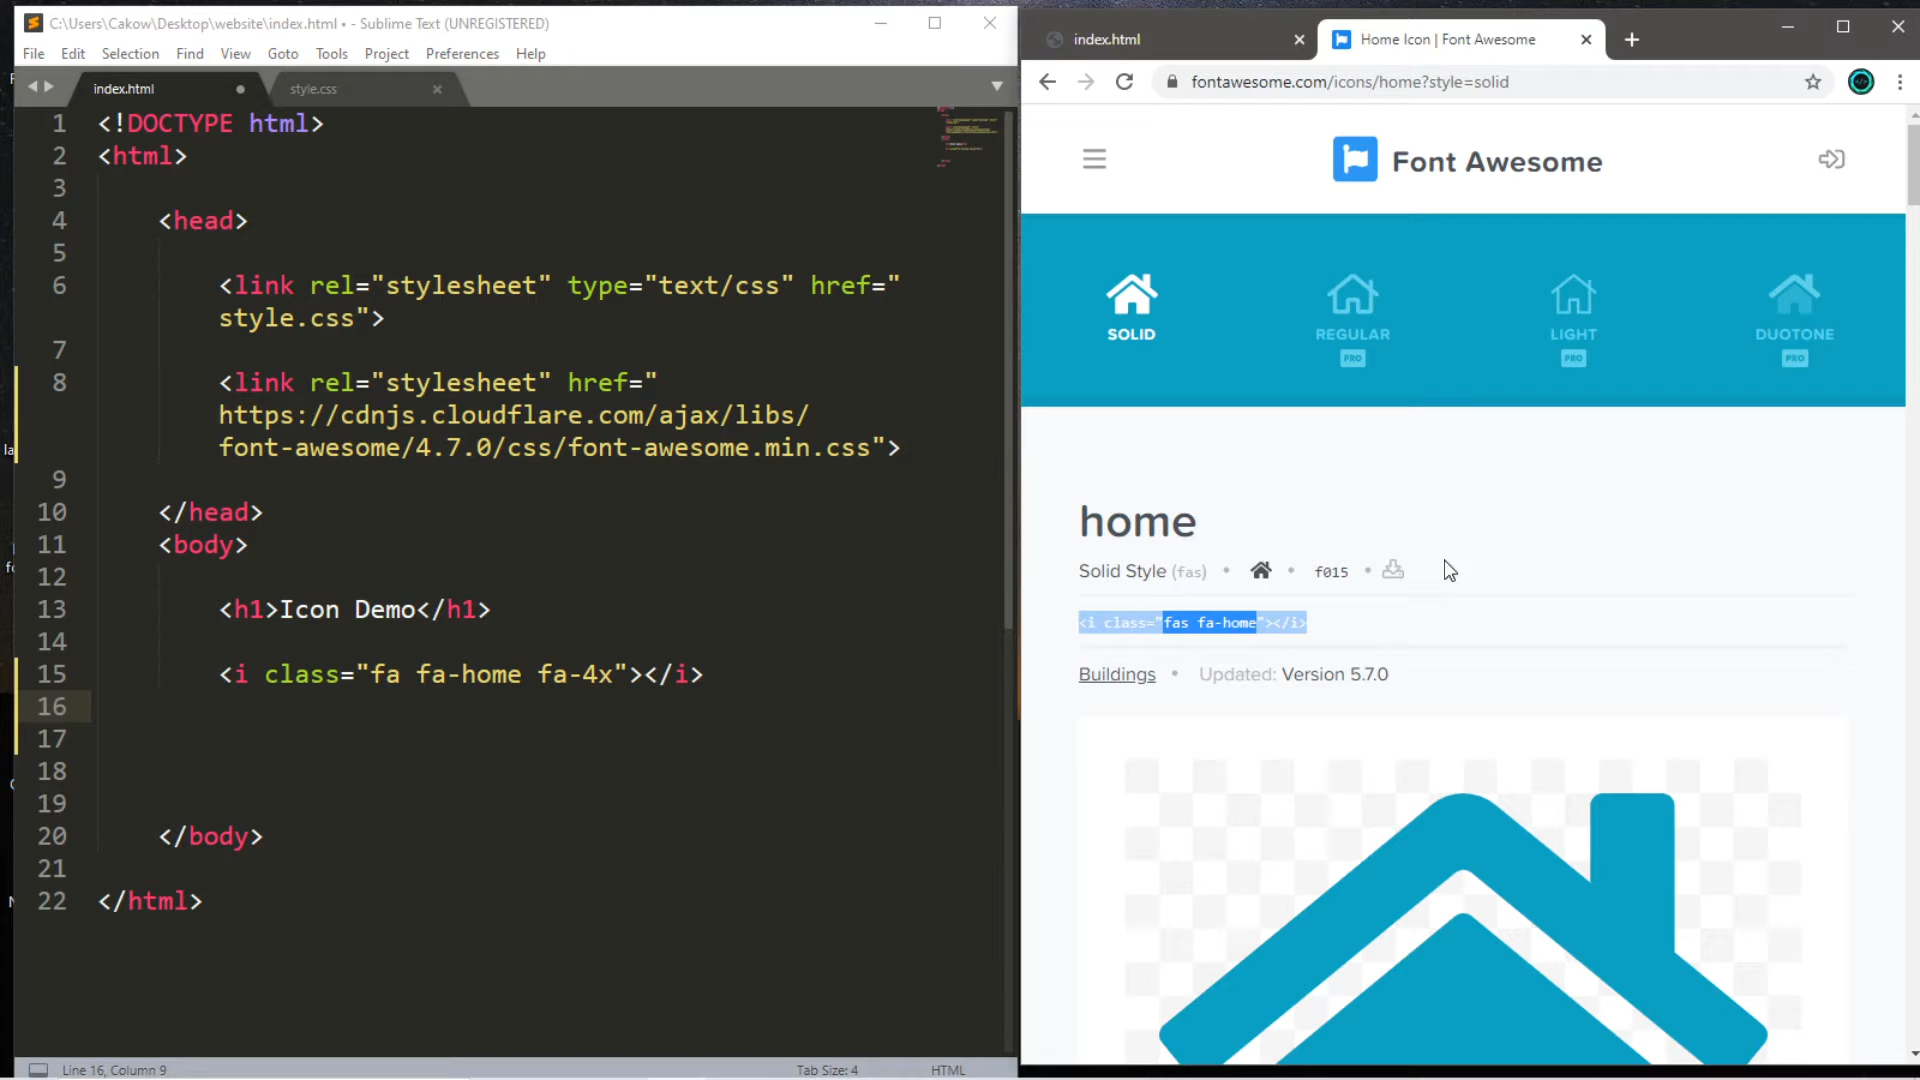 C:\Users\Cakow\Desktop\website\index.html • - Sublime Text (UNREGISTERED)
File Edit Selection Find View Goto Tools Project Preferences Help
index.html
style.css
1 <!DOCTYPE html>
2 <html>
3
4 <head>
5
6 <link rel="stylesheet" type="text/css" href="
style.css">
7
8 <link rel="stylesheet" href="
https://cdnjs.cloudflare.com/ajax/libs/
font-awesome/4.7.0/css/font-awesome.min.css">
9
10 </head>
11 <body>
12
13 <h1>Icon Demo</h1>
14
15 <i class="fa fa-home fa-4x"></i>
16
17
18
19
20 </body>
21
22 </html>
Line 16, Column 9
Tab Size: 4
HTML
index.html
Home Icon | Font Awesome
fontawesome.com/icons/home?style=solid
Font Awesome
SOLID
REGULAR
PRO
LIGHT
PRO
DUOTONE
PRO
home
Solid Style (fas) • • f015 •
<i class="fas fa-home"></i>
Buildings • Updated: Version 5.7.0